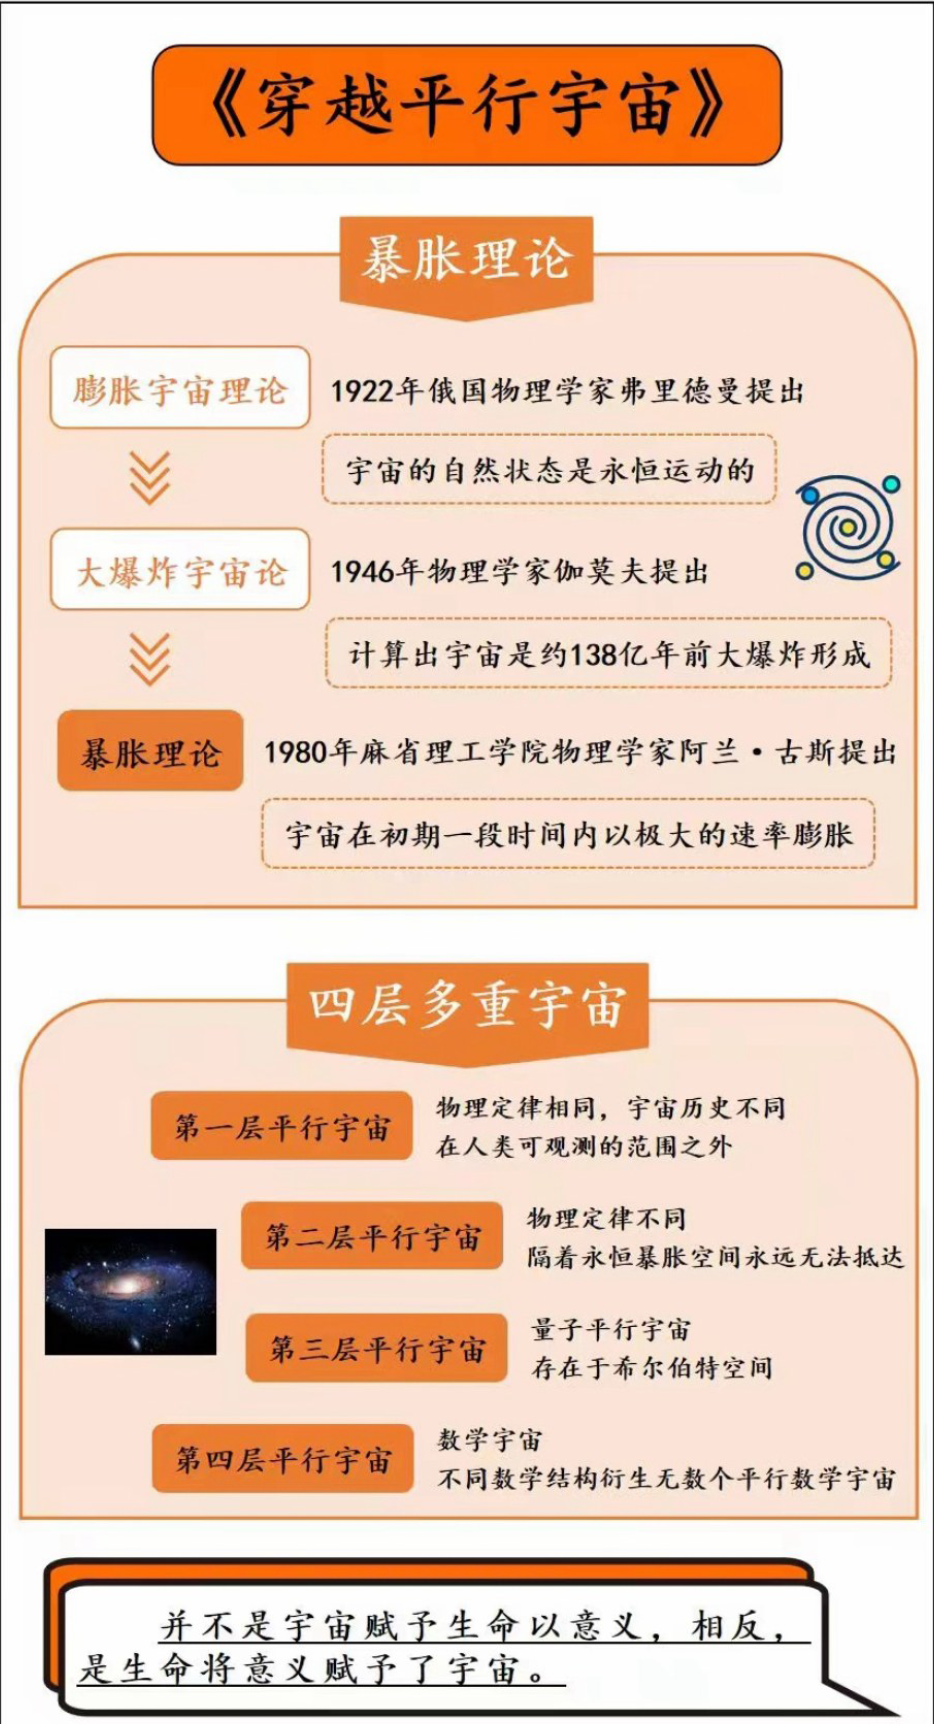 《穿越平行宇宙》
暴胀理论
膨胀宇宙理论
1922年俄国物理学家弗里德曼提出
宇宙的自然状态是永恒运动的
大爆炸宇宙论
1946年物理学家伽莫夫提出
计算出宇宙是约138亿年前大爆炸形成
暴胀理论
1980年麻省理工学院物理学家阿兰·古斯提出
宇宙在初期一段时间内以极大的速率膨胀
四层多重宇宙
第一层平行宇宙
物理定律相同，宇宙历史不同
在人类可观测的范围之外
第二层平行宇宙
物理定律不同
隔着永恒暴胀空间永远无法抵达
第三层平行宇宙
量子平行宇宙
存在于希尔伯特空间
第四层平行宇宙
数学宇宙
不同数学结构衍生无数个平行数学宇宙
并不是宇宙赋予生命以意义，相反，
是生命将意义赋予了宇宙。